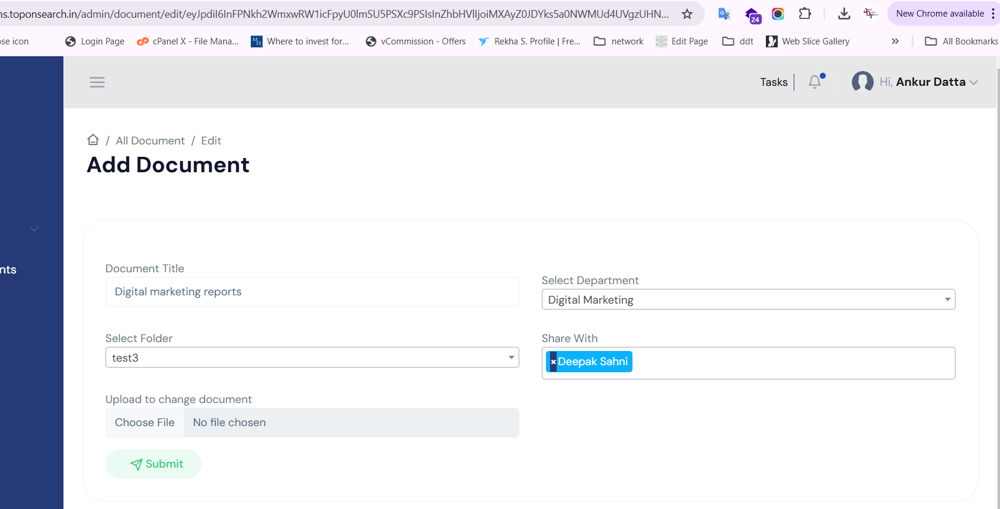 ns.toponsearch.in/admin/document/edit/eyJpdiI6InFPNkh2WmxwRW1icFpyU0lmSU5PSXc9PSIsInZhbHVlIjoiMXAyZ0JDYks5a0NWMUd4UVgzUHN...
24
New Chrome available
ose icon
Login Page
cPanel X - File Mana...
Where to invest for...
vCommission - Offers
Rekha S. Profile | Fre...
network
Edit Page
ddt
Web Slice Gallery
»
All Bookmarks
Tasks
Hi, Ankur Datta
/ All Document / Edit
Add Document
nts
Document Title
Digital marketing reports
Select Department
Digital Marketing
Select Folder
test3
Share With
×Deepak Sahni
Upload to change document
Choose File No file chosen
Submit